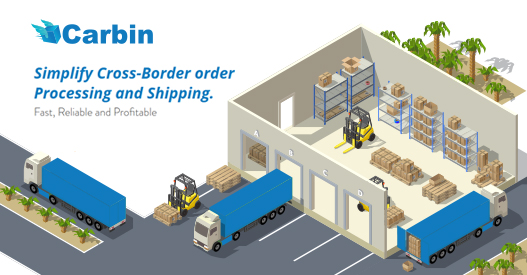 Carbin
Simplify Cross-Border order
Processing and Shipping.
Fast, Reliable and Profitable
A
B
C
D